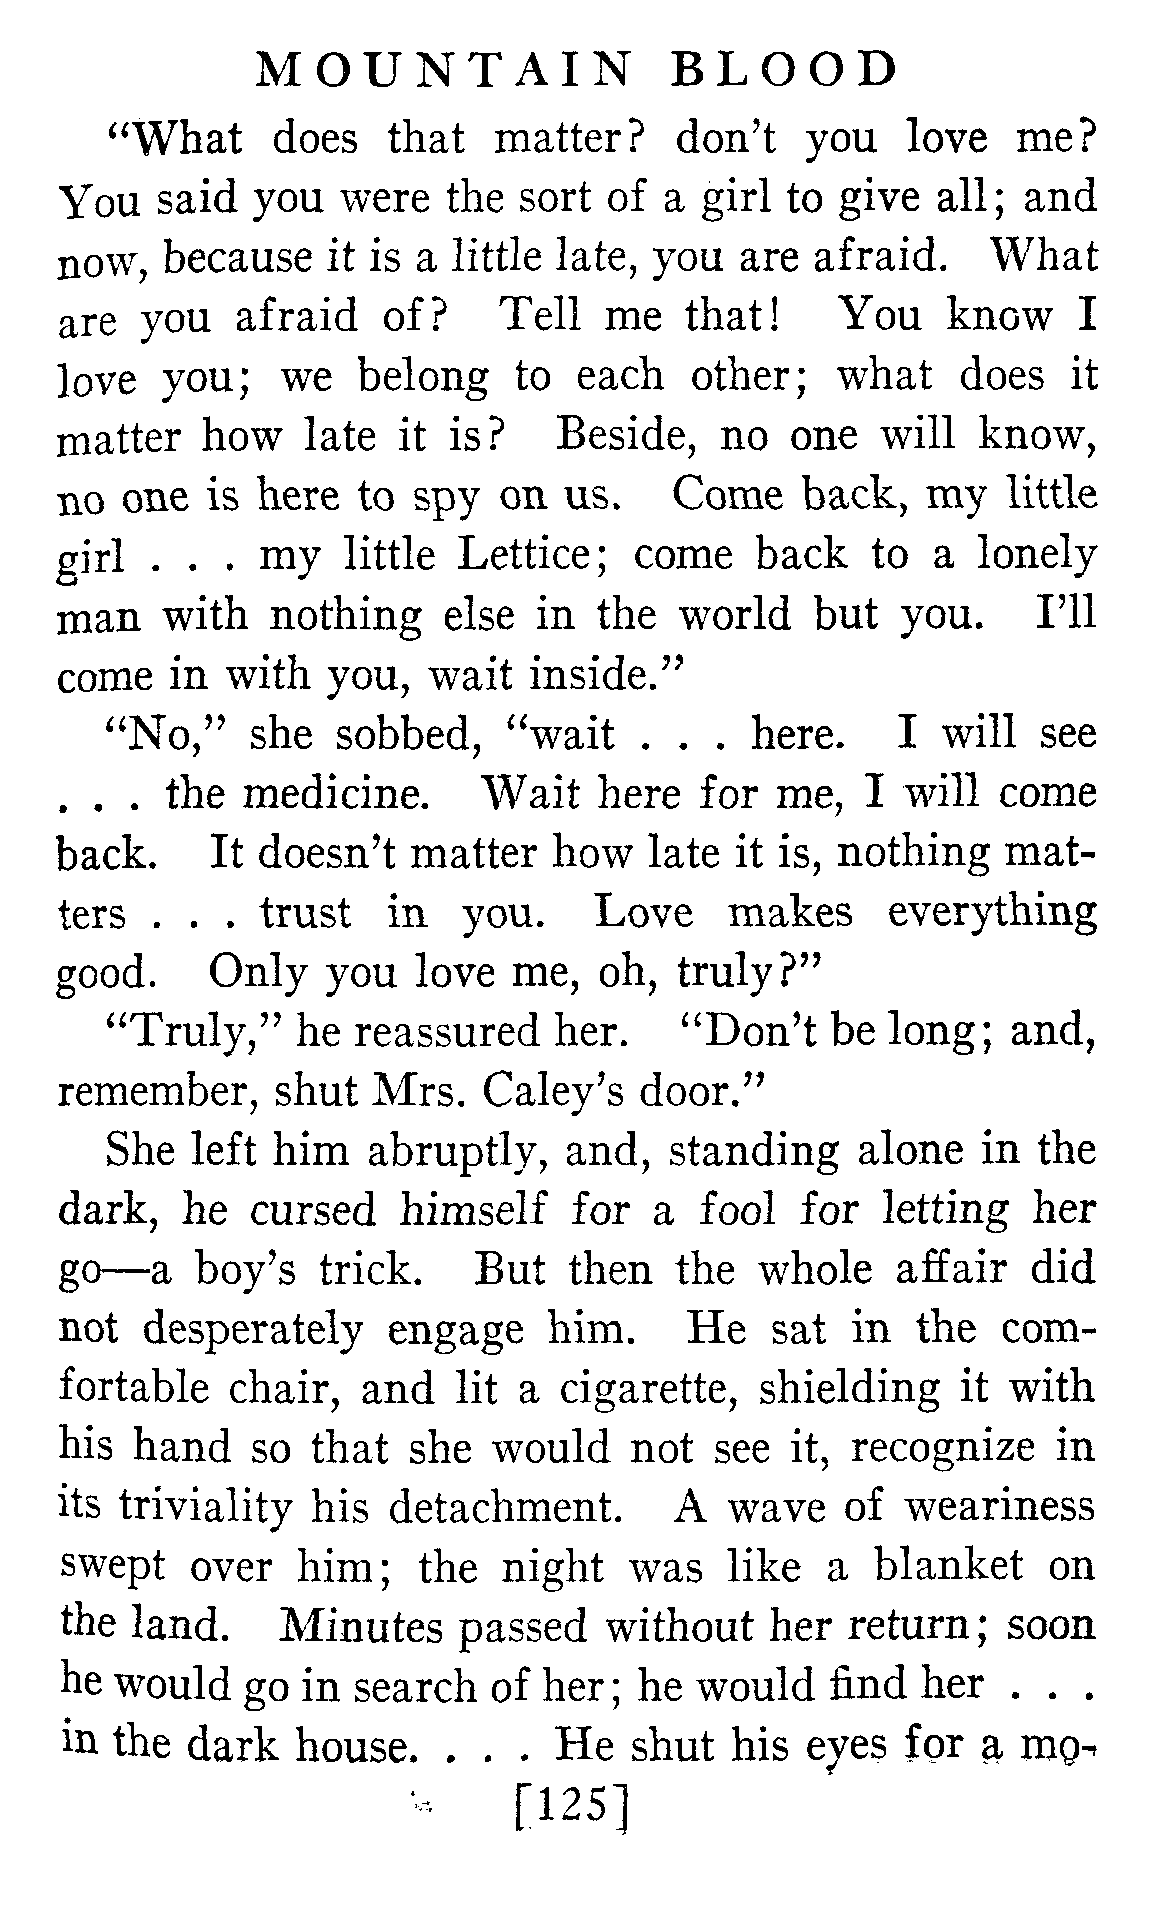 MOUNTAIN BLOOD
“What does that matter? don’t you love me?
You said you were the sort of a girl to give all; and
now, because it is a little late, you are afraid. What
are you afraid of? Tell me that! You know I
love you; we belong to each other; what does it
matter how late it is? Beside, no one will know,
no one is here to spy on us. Come back, my little
girl . . . my little Lettice; come back to a lonely
man with nothing else in the world but you. I’ll
come in with you, wait inside.”
“No,” she sobbed, “wait . . . here. I will see
. . . the medicine. Wait here for me, I will come
back. It doesn’t matter how late it is, nothing mat-
ters . . . trust in you. Love makes everything
good. Only you love me, oh, truly?”
“Truly,” he reassured her. “Don’t be long; and,
remember, shut Mrs. Caley’s door.”
She left him abruptly, and, standing alone in the
dark, he cursed himself for a fool for letting her
go—a boy’s trick. But then the whole affair did
not desperately engage him. He sat in the com-
fortable chair, and lit a cigarette, shielding it with
his hand so that she would not see it, recognize in
its triviality his detachment. A wave of weariness
swept over him; the night was like a blanket on
the land. Minutes passed without her return; soon
he would go in search of her; he would find her . . .
in the dark house. . . . He shut his eyes for a mo-
[125]